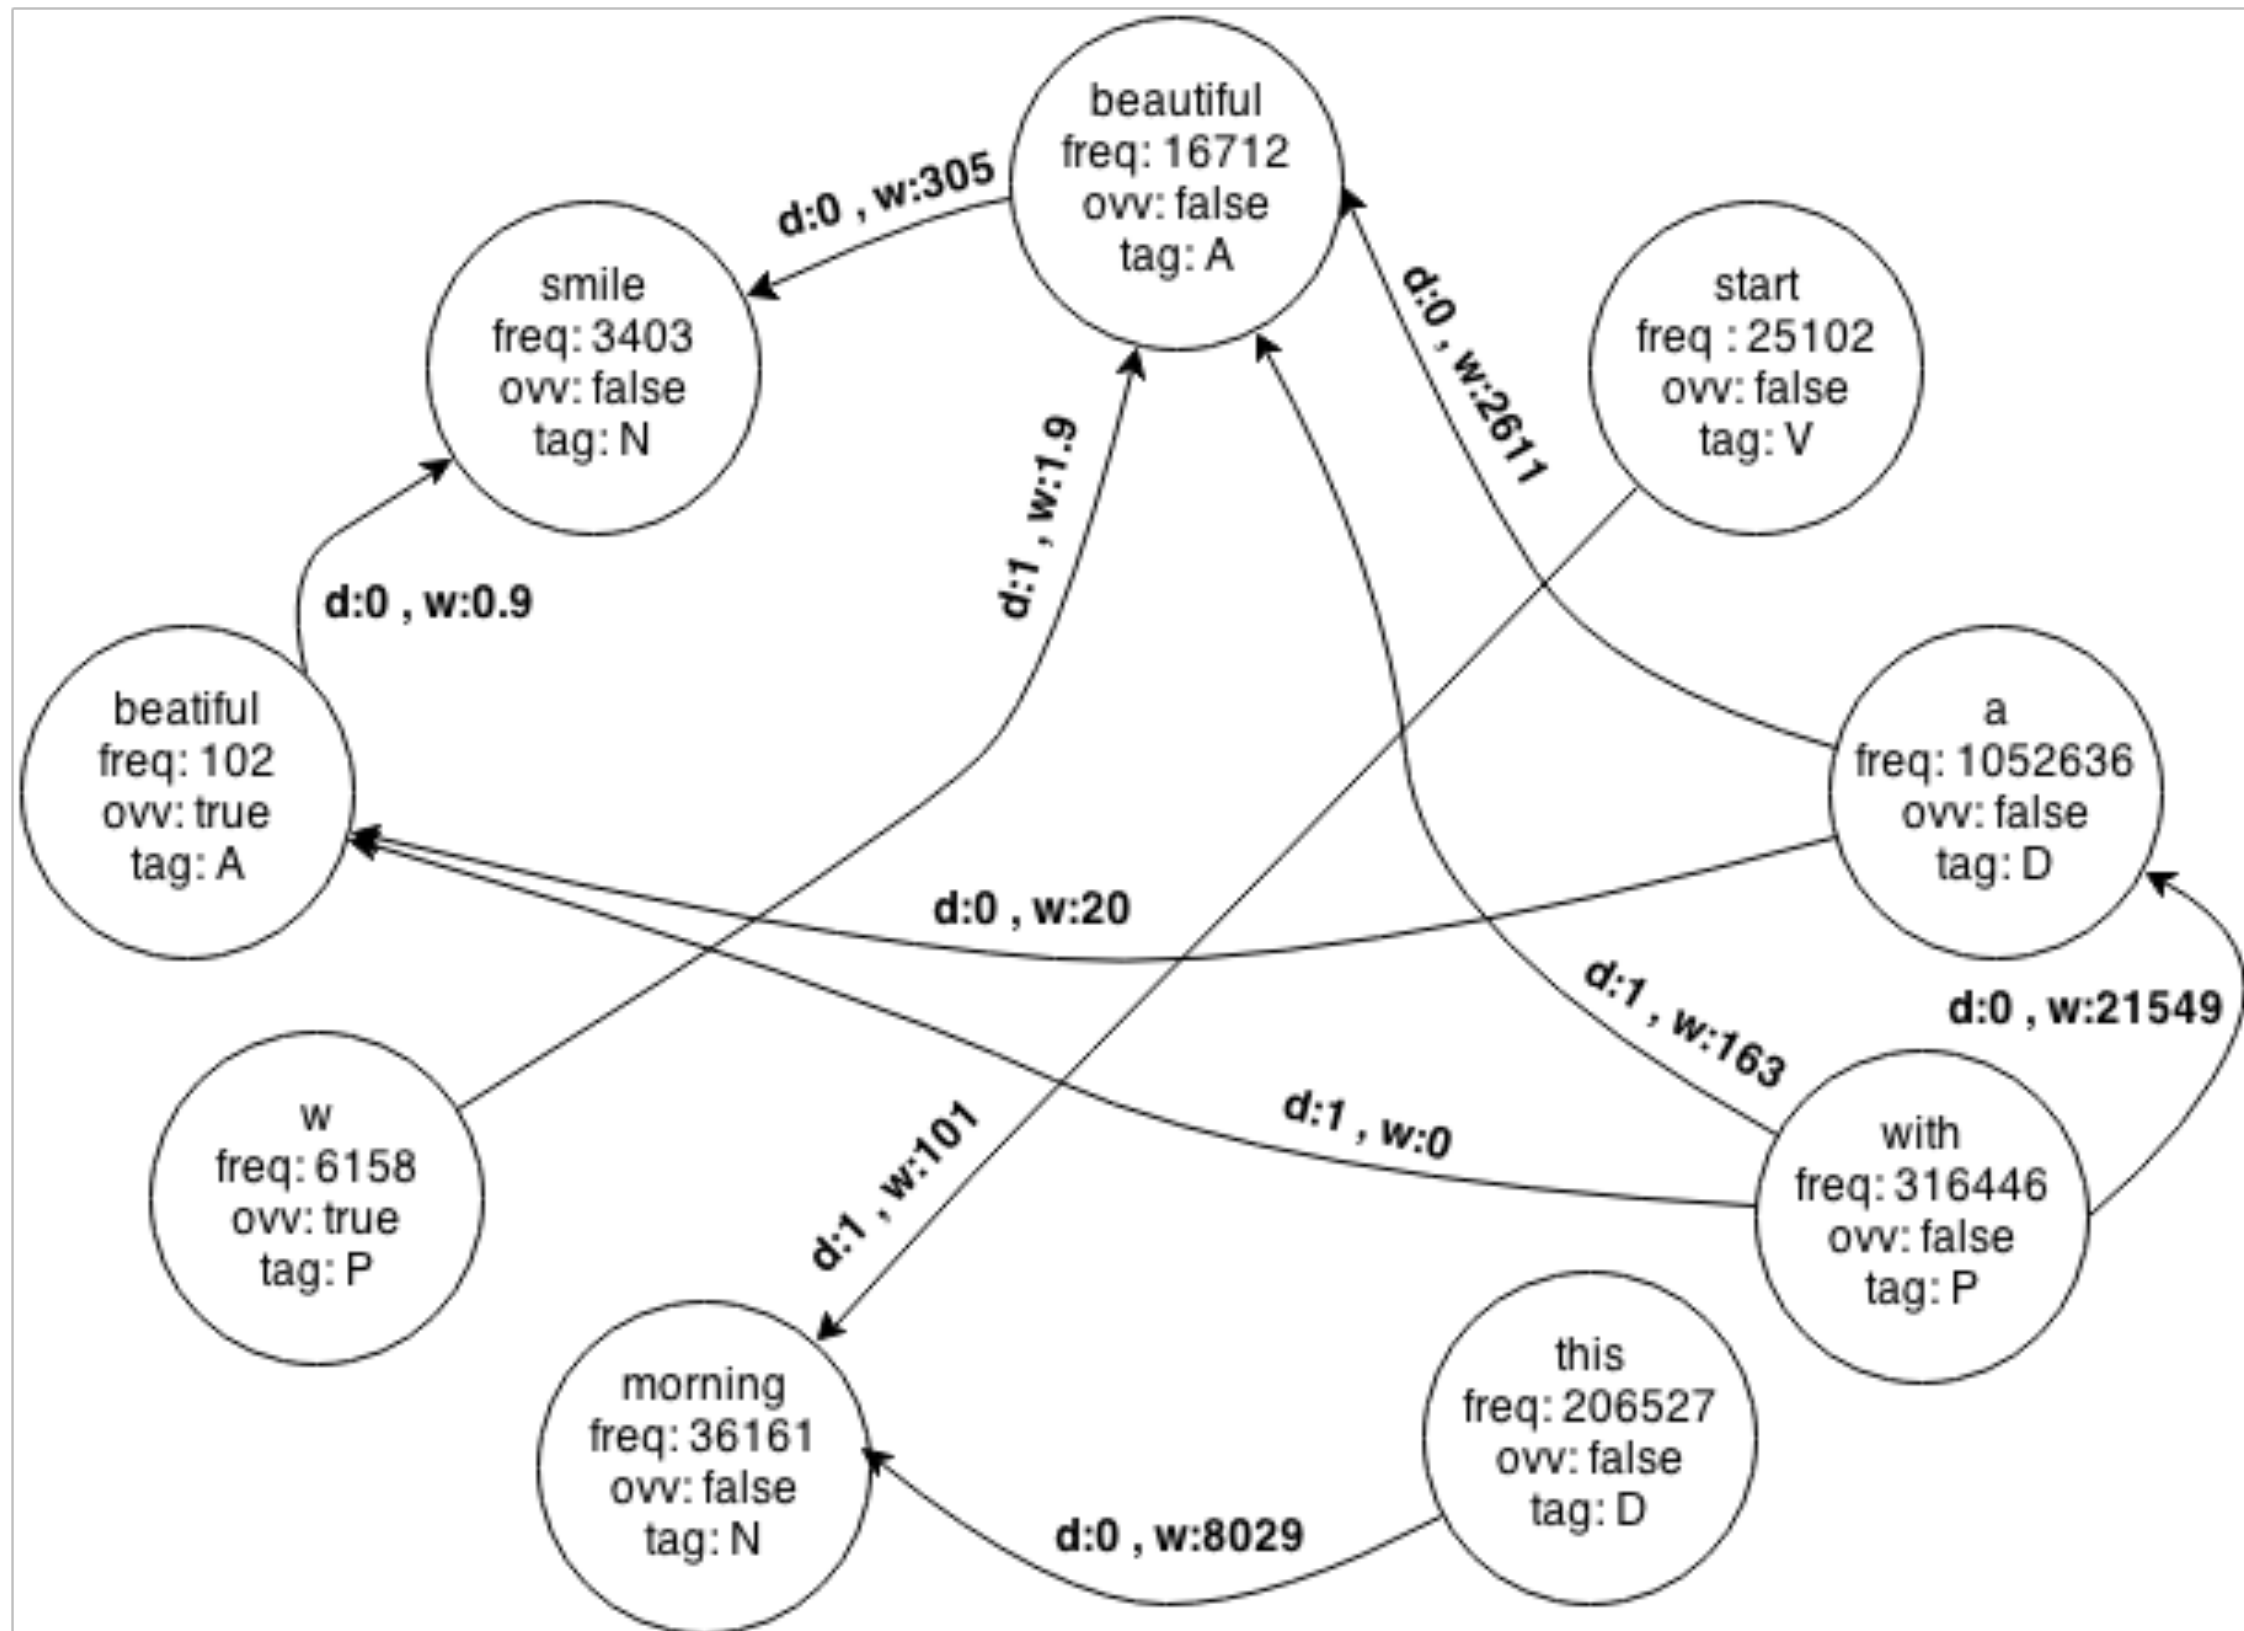 beautiful
freq: 16712
ovv: false
tag: A
d:0 , w:305
smile
freq: 3403
ovv: false
tag: N
start
freq : 25102
ovv: false
tag: V
d:0 , w:2611
d:1 , w:1.9
d:0 , w:0.9
beatiful
freq: 102
ovv: true
tag: A
a
freq: 1052636
ovv: false
tag: D
d:0 , w:20
d:1 , w:163
d:0 , w:21549
w
freq: 6158
ovv: true
tag: P
d:1 , w:101
d:1 , w:0
with
freq: 316446
ovv: false
tag: P
morning
freq: 36161
ovv: false
tag: N
this
freq: 206527
ovv: false
tag: D
d:0 , w:8029